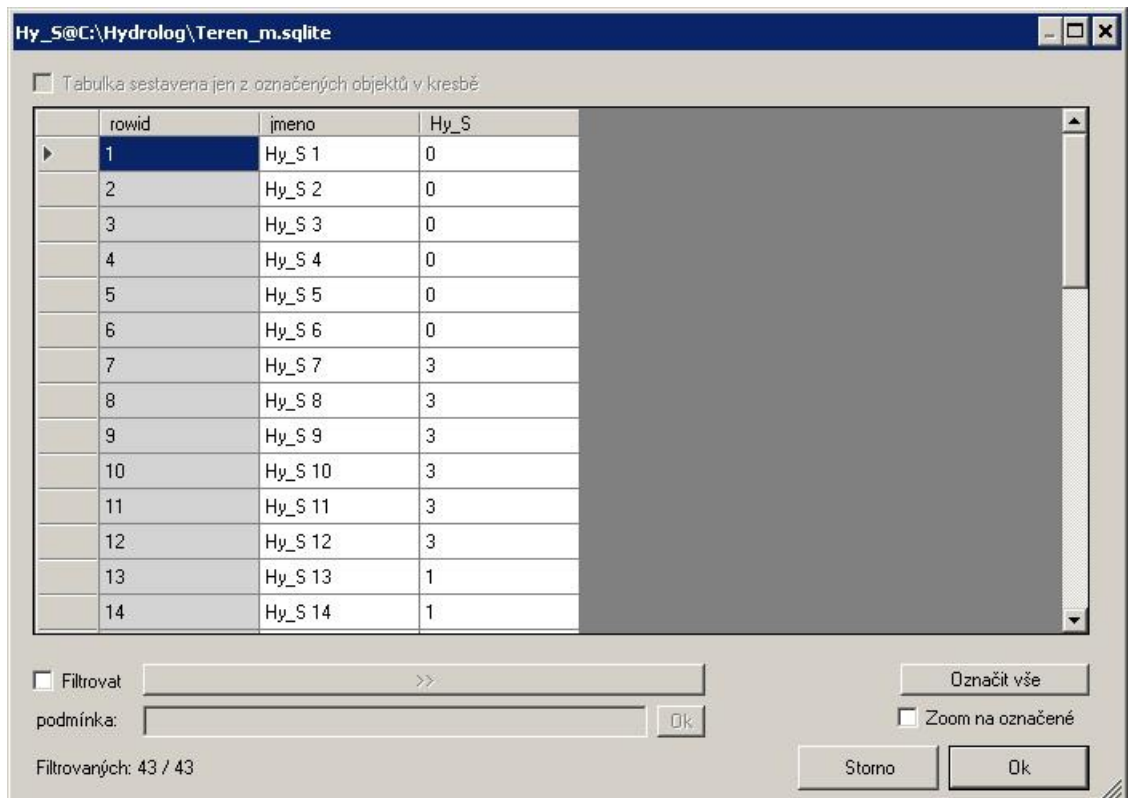 Hy_S@C:\Hydrolog\Teren_m.sqlite
Tabulka sestavena jen z označených objektů v kresbě
rowid jmeno Hy_S
1 Hy_S 1 0
2 Hy_S 2 0
3 Hy_S 3 0
4 Hy_S 4 0
5 Hy_S 5 0
6 Hy_S 6 0
7 Hy_S 7 3
8 Hy_S 8 3
9 Hy_S 9 3
10 Hy_S 10 3
11 Hy_S 11 3
12 Hy_S 12 3
13 Hy_S 13 1
14 Hy_S 14 1
Filtrovat >> Označit vše
podmínka: Ok Zoom na označené
Filtrovaných: 43 / 43 Storno Ok